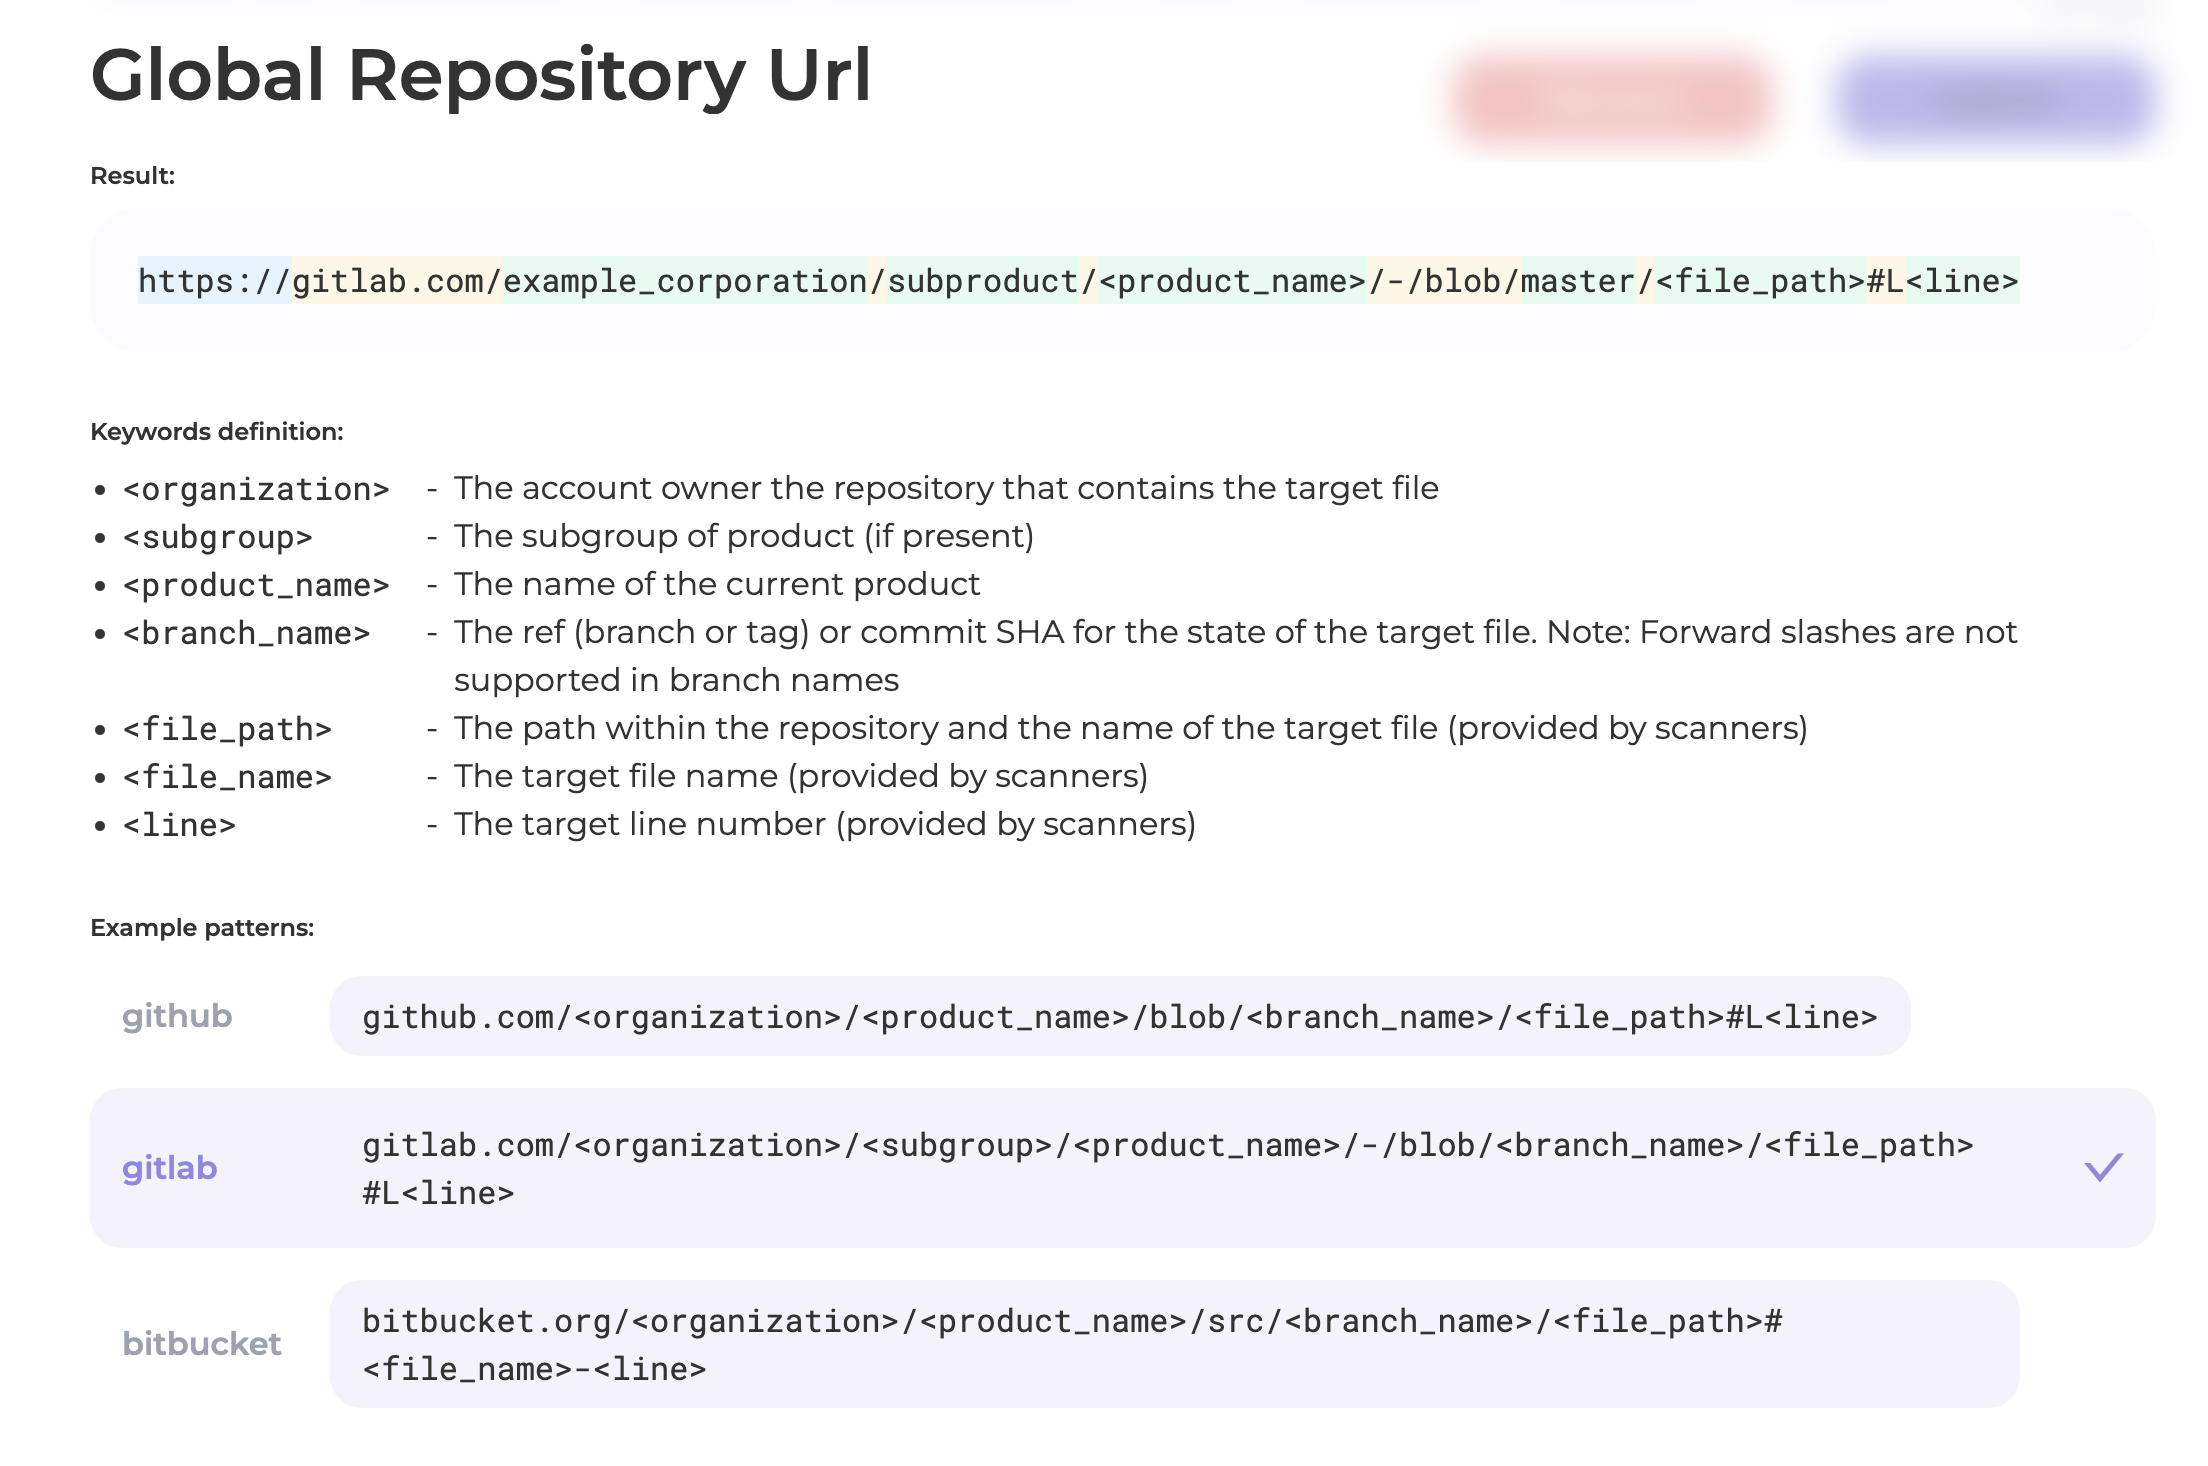 Global Repository Url
Result:
https://gitlab.com/example_corporation/subproduct/<product_name>/-/blob/master/<file_path>#L<line>
Keywords definition:
• <organization> - The account owner the repository that contains the target file
• <subgroup> - The subgroup of product (if present)
• <product_name> - The name of the current product
• <branch_name> - The ref (branch or tag) or commit SHA for the state of the target file. Note: Forward slashes are not
supported in branch names
• <file_path> - The path within the repository and the name of the target file (provided by scanners)
• <file_name> - The target file name (provided by scanners)
• <line> - The target line number (provided by scanners)
Example patterns:
github github.com/<organization>/<product_name>/blob/<branch_name>/<file_path>#L<line>
gitlab gitlab.com/<organization>/<subgroup>/<product_name>/-/blob/<branch_name>/<file_path>
#L<line>
bitbucket bitbucket.org/<organization>/<product_name>/src/<branch_name>/<file_path>#
<file_name>-<line>